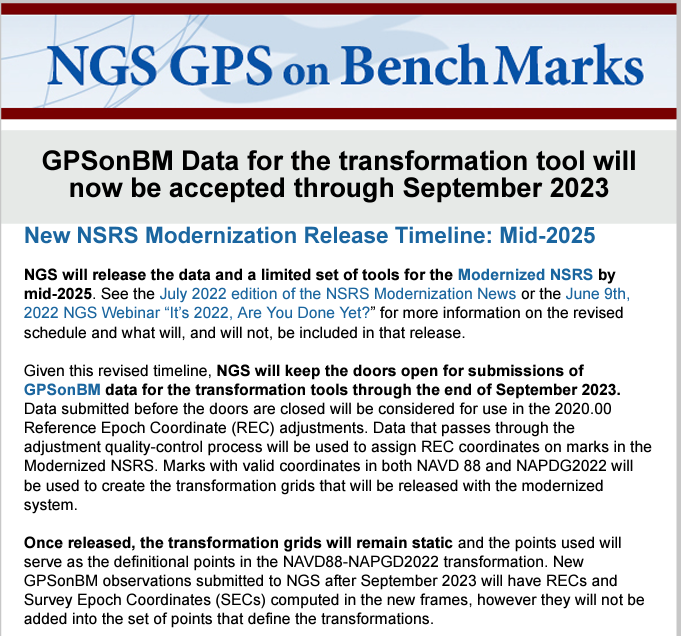 NGS GPS on BenchMarks
GPSonBM Data for the transformation tool will
now be accepted through September 2023
New NSRS Modernization Release Timeline: Mid-2025
NGS will release the data and a limited set of tools for the Modernized NSRS by
mid-2025. See the July 2022 edition of the NSRS Modernization News or the June 9th,
2022 NGS Webinar “It’s 2022, Are You Done Yet?” for more information on the revised
schedule and what will, and will not, be included in that release.
Given this revised timeline, NGS will keep the doors open for submissions of
GPSonBM data for the transformation tools through the end of September 2023.
Data submitted before the doors are closed will be considered for use in the 2020.00
Reference Epoch Coordinate (REC) adjustments. Data that passes through the
adjustment quality-control process will be used to assign REC coordinates on marks in the
Modernized NSRS. Marks with valid coordinates in both NAVD 88 and NAPDG2022 will
be used to create the transformation grids that will be released with the modernized
system.
Once released, the transformation grids will remain static and the points used will
serve as the definitional points in the NAVD88-NAPGD2022 transformation. New
GPSonBM observations submitted to NGS after September 2023 will have RECs and
Survey Epoch Coordinates (SECs) computed in the new frames, however they will not be
added into the set of points that define the transformations.